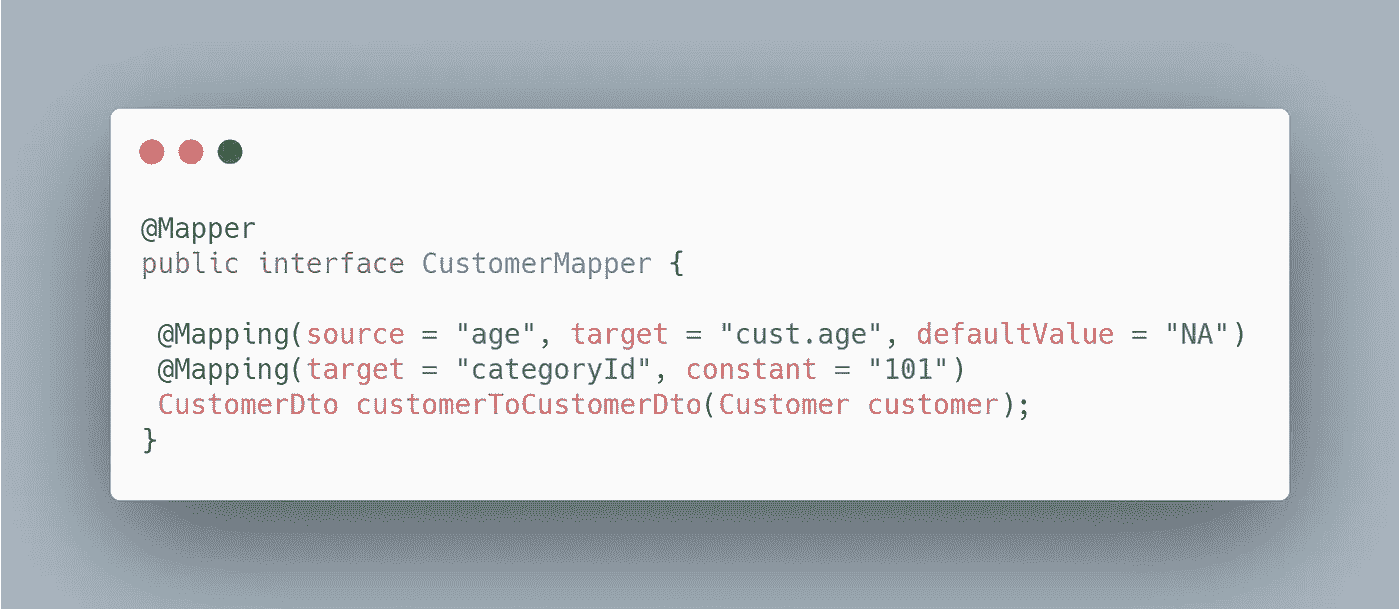 @Mapper
public interface CustomerMapper {
@Mapping(source = "age", target = "cust.age", defaultValue = "NA")
@Mapping(target = "categoryId", constant = "101")
CustomerDto customerToCustomerDto(Customer customer);
}